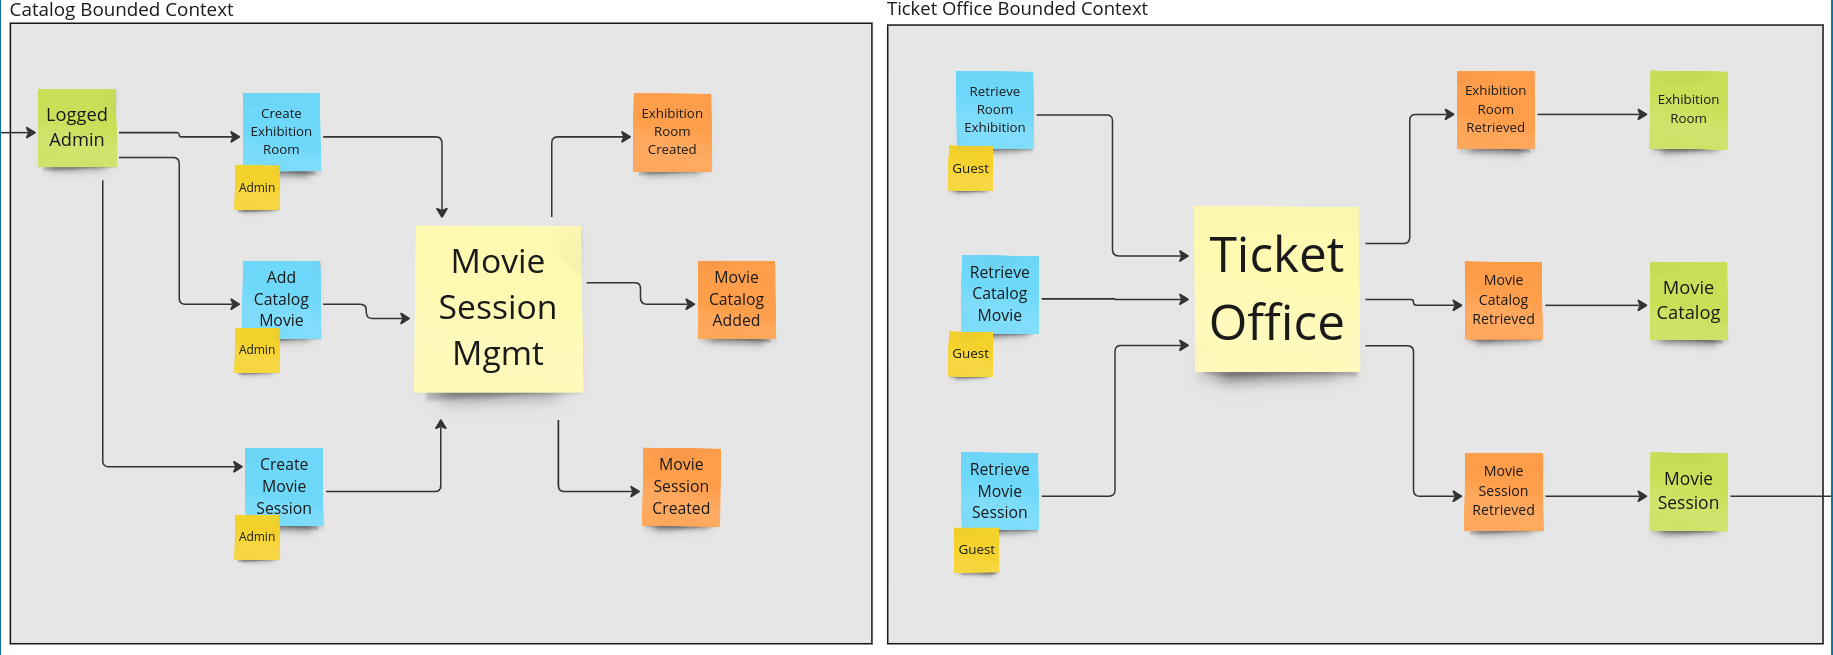 Catalog Bounded Context
Logged
Admin
Create
Exhibition
Room
Admin
Add
Catalog
Movie
Admin
Create
Movie
Session
Admin
Movie
Session
Mgmt
Exhibition
Room
Created
Movie
Catalog
Added
Movie
Session
Created
Ticket Office Bounded Context
Retrieve
Room
Exhibition
Guest
Retrieve
Catalog
Movie
Guest
Retrieve
Movie
Session
Guest
Ticket
Office
Exhibition
Room
Retrieved
Exhibition
Room
Movie
Catalog
Retrieved
Movie
Catalog
Movie
Session
Retrieved
Movie
Session